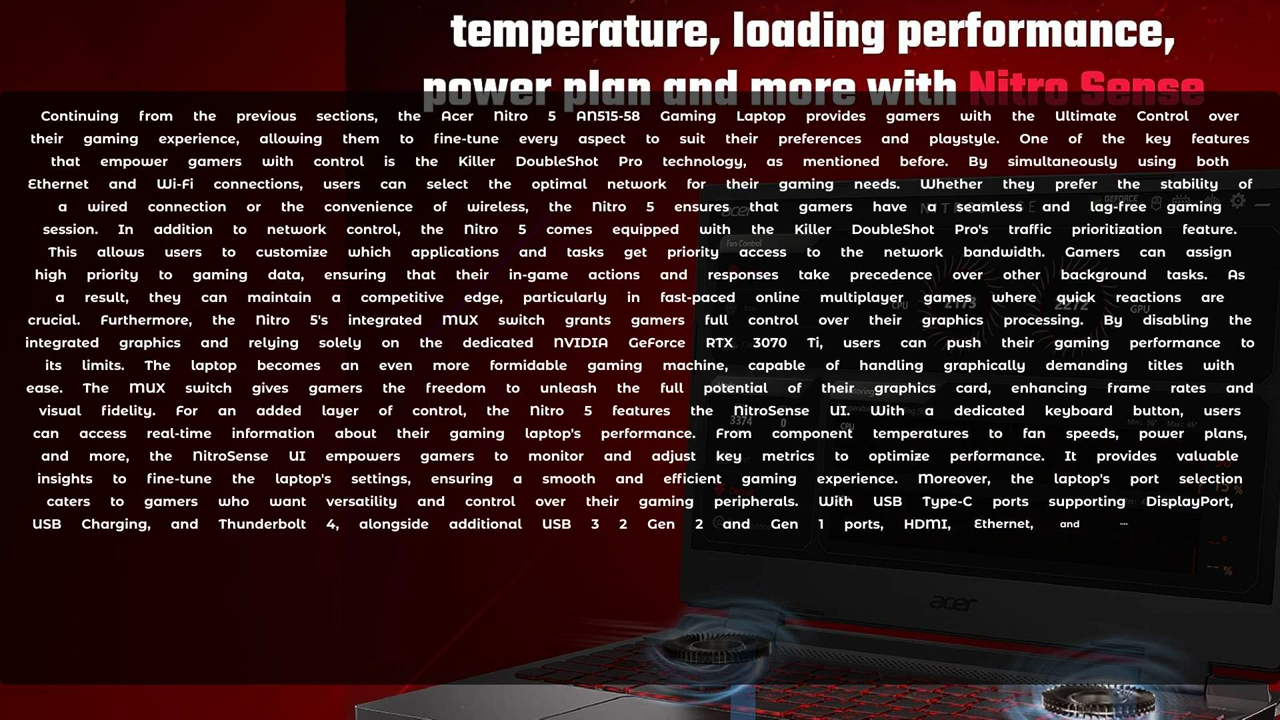 temperature, loading performance,
power plan and more with Nitro Sense
Continuing from the previous sections, the Acer Nitro 5 AN515-58 Gaming Laptop provides gamers with the Ultimate Control over
their gaming experience, allowing them to fine-tune every aspect to suit their preferences and playstyle. One of the key features
that empower gamers with control is the Killer DoubleShot Pro technology, as mentioned before. By simultaneously using both
Ethernet and Wi-Fi connections, users can select the optimal network for their gaming needs. Whether they prefer the stability of
a wired connection or the convenience of wireless, the Nitro 5 ensures that gamers have a seamless and lag-free gaming
session. In addition to network control, the Nitro 5 comes equipped with the Killer DoubleShot Pro's traffic prioritization feature.
This allows users to customize which applications and tasks get priority access to the network bandwidth. Gamers can assign
high priority to gaming data, ensuring that their in-game actions and responses take precedence over other background tasks. As
a result, they can maintain a competitive edge, particularly in fast-paced online multiplayer games where quick reactions are
crucial. Furthermore, the Nitro 5's integrated MUX switch grants gamers full control over their graphics processing. By disabling the
integrated graphics and relying solely on the dedicated NVIDIA GeForce RTX 3070 Ti, users can push their gaming performance to
its limits. The laptop becomes an even more formidable gaming machine, capable of handling graphically demanding titles with
ease. The MUX switch gives gamers the freedom to unleash the full potential of their graphics card, enhancing frame rates and
visual fidelity. For an added layer of control, the Nitro 5 features the NitroSense UI. With a dedicated keyboard button, users
can access real-time information about their gaming laptop's performance. From component temperatures to fan speeds, power plans,
and more, the NitroSense UI empowers gamers to monitor and adjust key metrics to optimize performance. It provides valuable
insights to fine-tune the laptop's settings, ensuring a smooth and efficient gaming experience. Moreover, the laptop's port selection
caters to gamers who want versatility and control over their gaming peripherals. With USB Type-C ports supporting DisplayPort,
USB Charging, and Thunderbolt 4, alongside additional USB 3 2 Gen 2 and Gen 1 ports, HDMI, Ethernet, and
acer
Fan Control
CPU
2173
2272
GPU
3374
0
CPU
acer